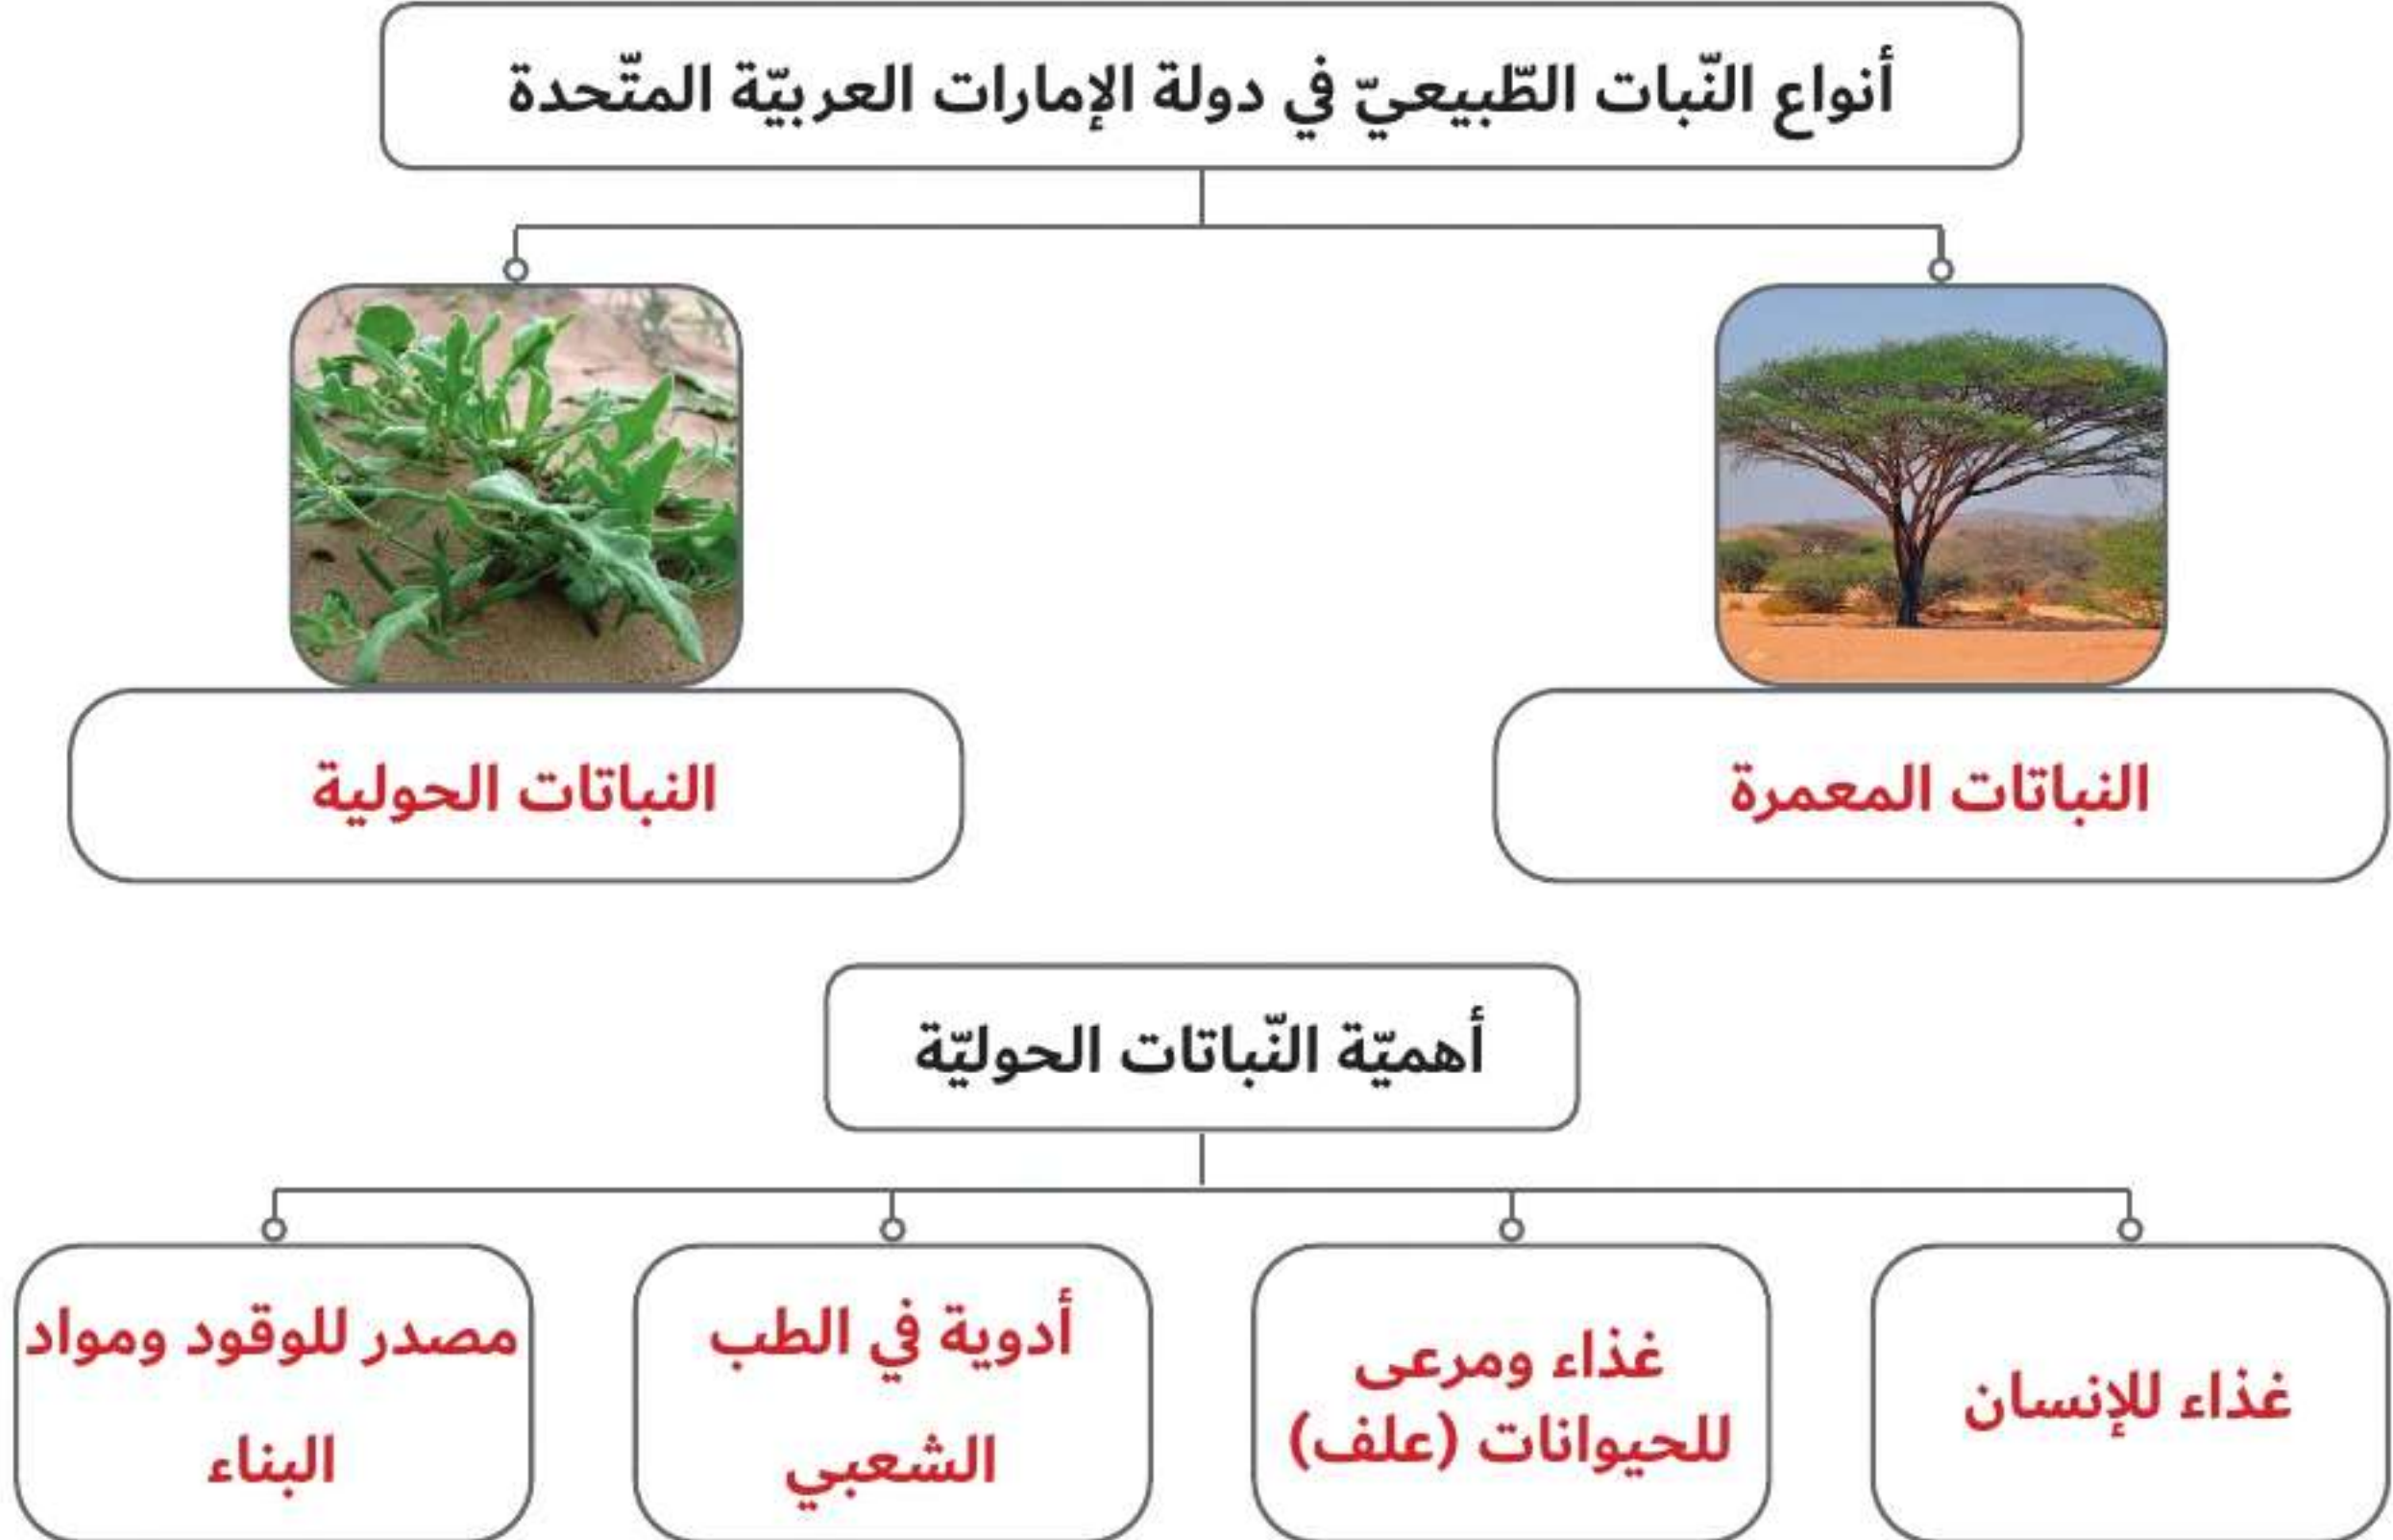 أنواع النّبات الطّبيعيّ في دولة الإمارات العربيّة المتّحدة
النباتات المعمرة
النباتات الحولية
أهميّة النّباتات الحوليّة
غذاء للإنسان
غذاء ومرعى
للحيوانات (علف)
أدوية في الطب
الشعبي
مصدر للوقود ومواد
البناء